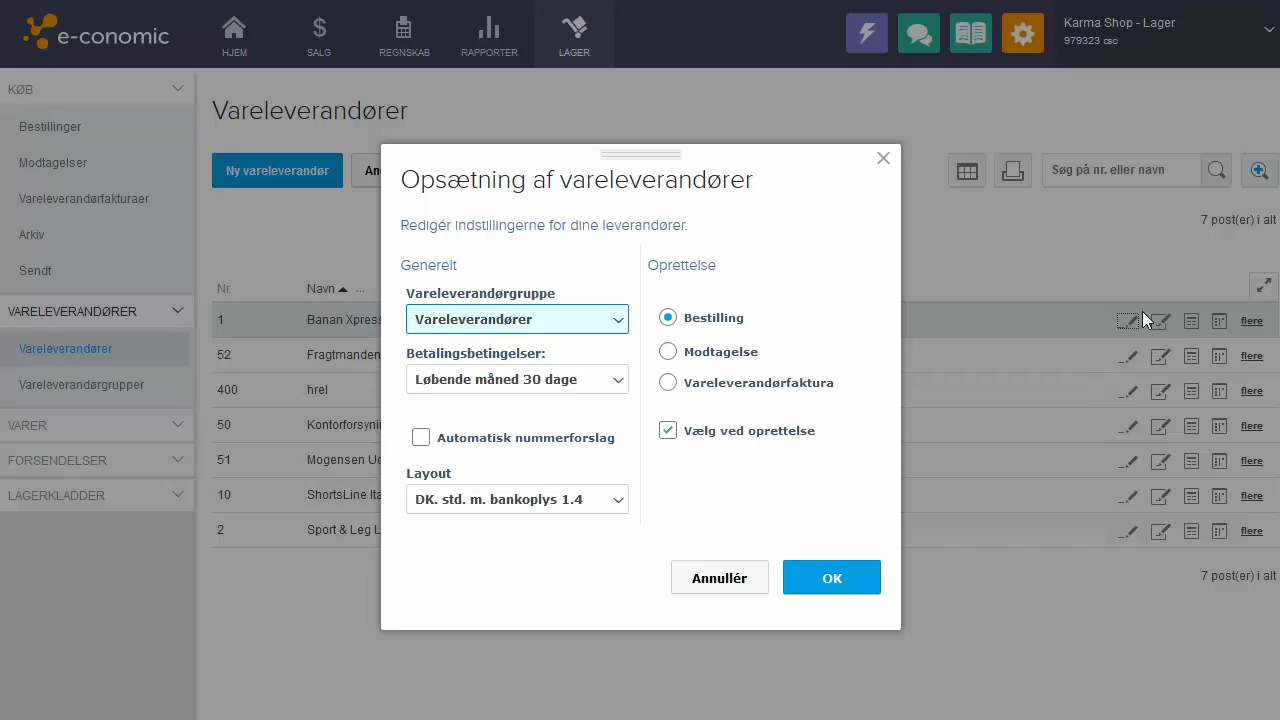 e-conomic
HJEM
SALG
REGNSKAB
RAPPORTER
LAGER
Karma Shop - Lager
979323 csc
KØB
Bestillinger
Modtagelser
Vareleverandørfakturaer
Arkiv
Sendt
VARELEVERANDØRER
Vareleverandører
Vareleverandørgrupper
VARER
FORSENDELSER
LAGERKLADDER
Vareleverandører
Ny vareleverandør
Søg på nr. eller navn
7 post(er) i alt
Nr. Navn ...
1 Banan Xpress flere
52 Fragtmanden flere
400 hrel flere
50 flere
51 Mogensen flere
10 ShortsLine flere
2 Sport & Leg flere
7 post(er) i alt
Opsætning af vareleverandører
Redigér indstillingerne for dine leverandører.
Generelt
Vareleverandørgruppe
Vareleverandører
Betalingsbetingelser:
Løbende måned 30 dage
Automatisk nummerforslag
Layout
DK. std. m. bankoplys 1.4
Oprettelse
Bestilling
Modtagelse
Vareleverandørfaktura
Vælg ved oprettelse
Annullér
OK